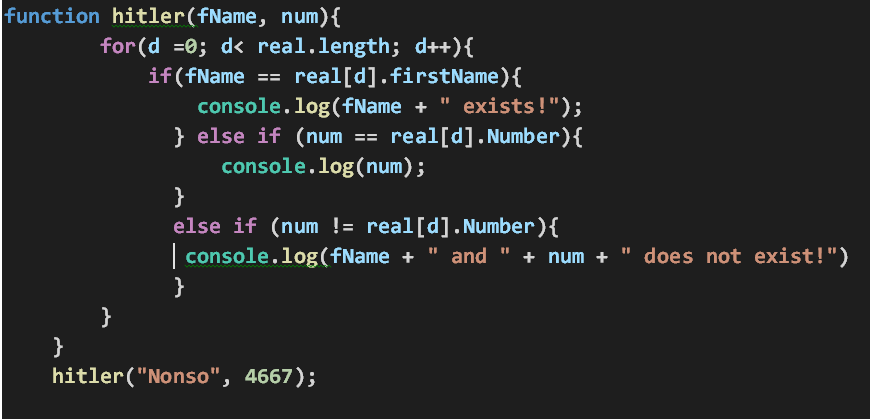 function hitler(fName, num){
for(d =0; d< real.length; d++){
if(fName == real[d].firstName){
console.log(fName + " exists!");
} else if (num == real[d].Number){
console.log(num);
}
else if (num != real[d].Number){
console.log(fName + " and " + num + " does not exist!")
}
}
}
hitler("Nonso", 4667);